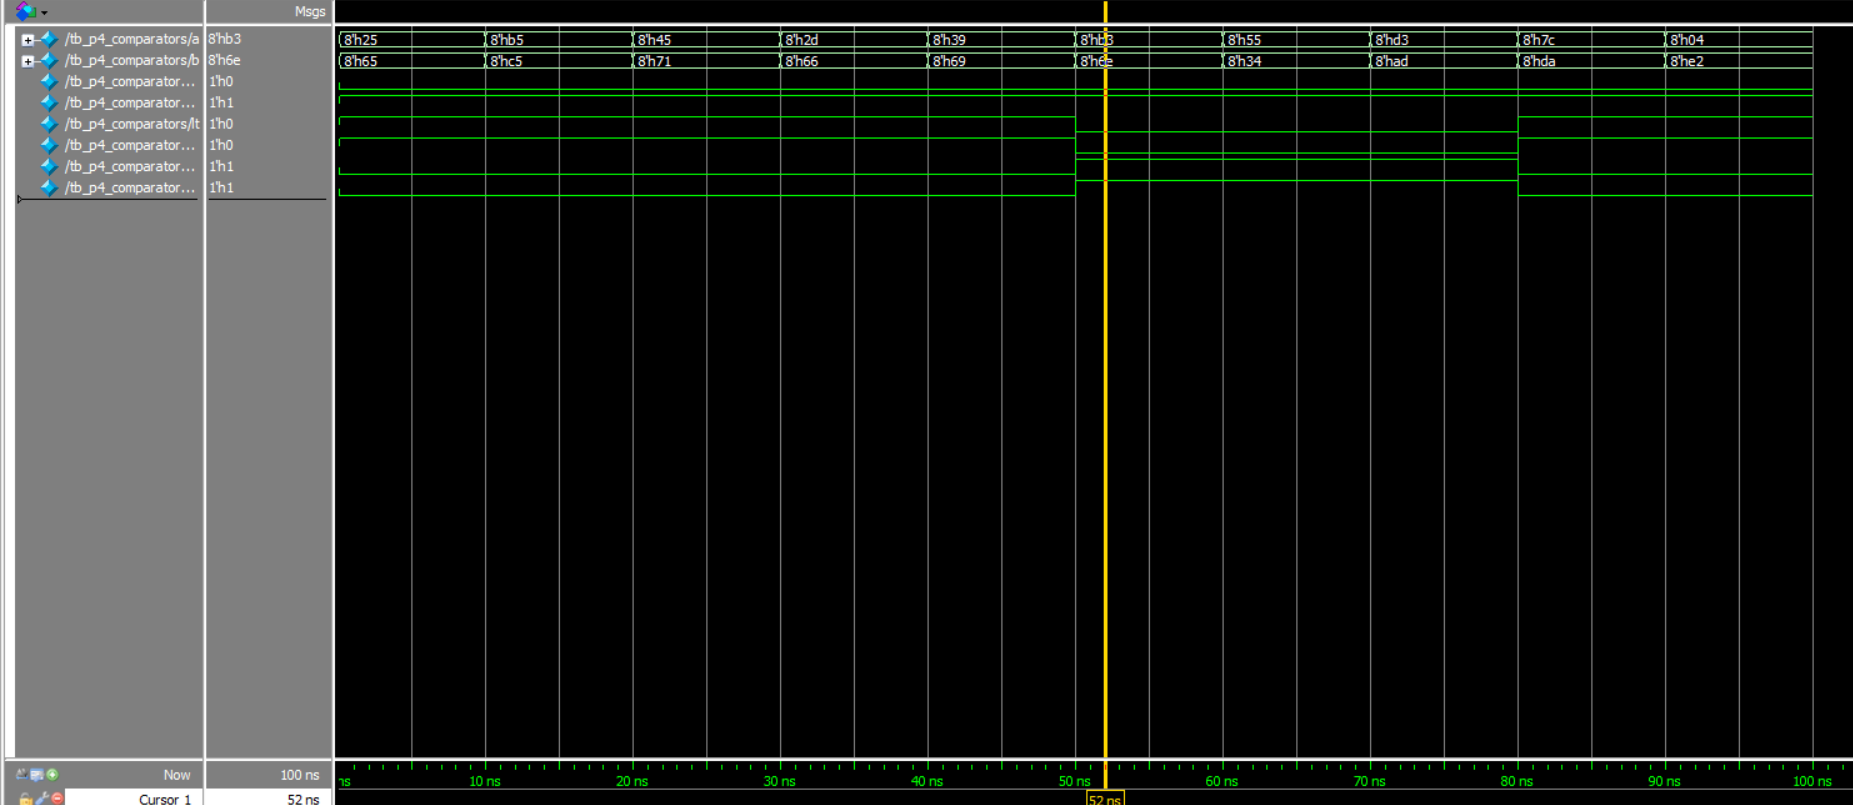 Msgs
/tb_p4_comparators/a 8'hb3 8'h25 8'hb5 8'h45 8'h2d 8'h39 8'hb3 8'h55 8'hd3 8'h7c 8'h04
/tb_p4_comparators/b 8'h6e 8'h65 8'hc5 8'h71 8'h66 8'h69 8'h6e 8'h34 8'had 8'hda 8'he2
/tb_p4_comparator... 1'h0
/tb_p4_comparator... 1'h1
/tb_p4_comparators/lt 1'h0
/tb_p4_comparator... 1'h0
/tb_p4_comparator... 1'h1
/tb_p4_comparator... 1'h1
Now 100 ns ns 10 ns 20 ns 30 ns 40 ns 50 ns 60 ns 70 ns 80 ns 90 ns 100 ns
Cursor 1 52 ns 52 ns